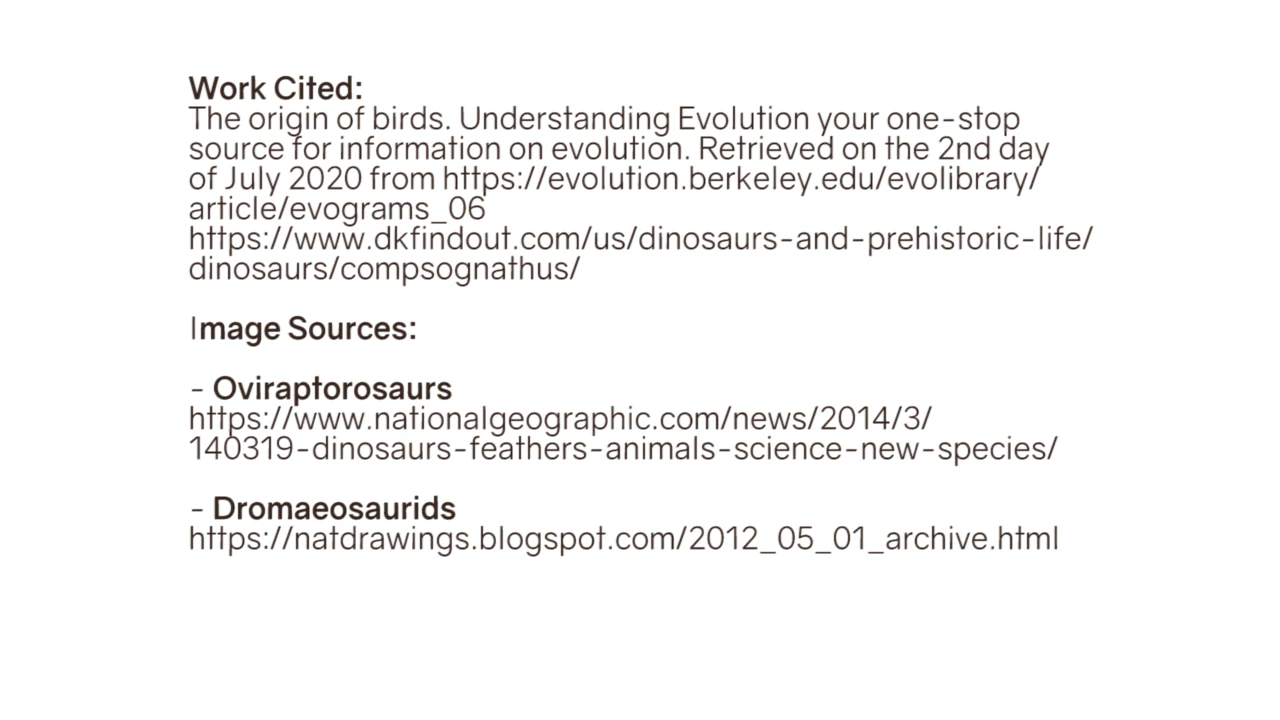 Work Cited:
The origin of birds. Understanding Evolution your one-stop
source for information on evolution. Retrieved on the 2nd day
of July 2020 from https://evolution.berkeley.edu/evolibrary/
article/evograms_06
https://www.dkfindout.com/us/dinosaurs-and-prehistoric-life/
dinosaurs/compsognathus/
Image Sources:
- Oviraptorosaurs
https://www.nationalgeographic.com/news/2014/3/
140319-dinosaurs-feathers-animals-science-new-species/
- Dromaeosaurids
https://natdrawings.blogspot.com/2012_05_01_archive.html